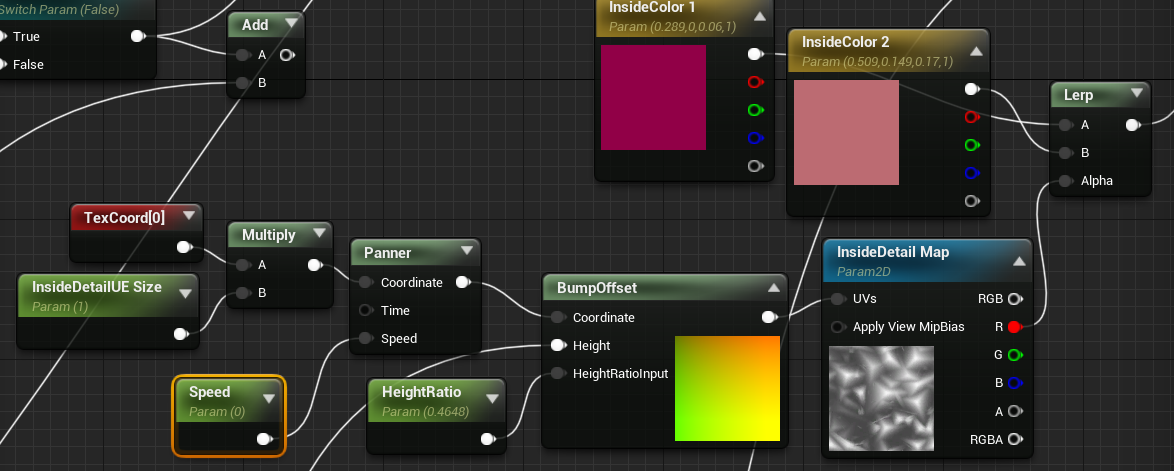 Switch Param (False)
True
False
Add
A
B
InsideColor 1
Param (0.289,0,0.06,1)
InsideColor 2
Param (0.509,0.149,0.17,1)
Lerp
A
B
Alpha
TexCoord[0]
Multiply
A
B
InsideDetailUE Size
Param (1)
Panner
Coordinate
Time
Speed
BumpOffset
Coordinate
Height
HeightRatioInput
InsideDetail Map
Param2D
UVs
RGB
Apply View MipBias
R
G
B
A
RGBA
Speed
Param (0)
HeightRatio
Param (0.4648)